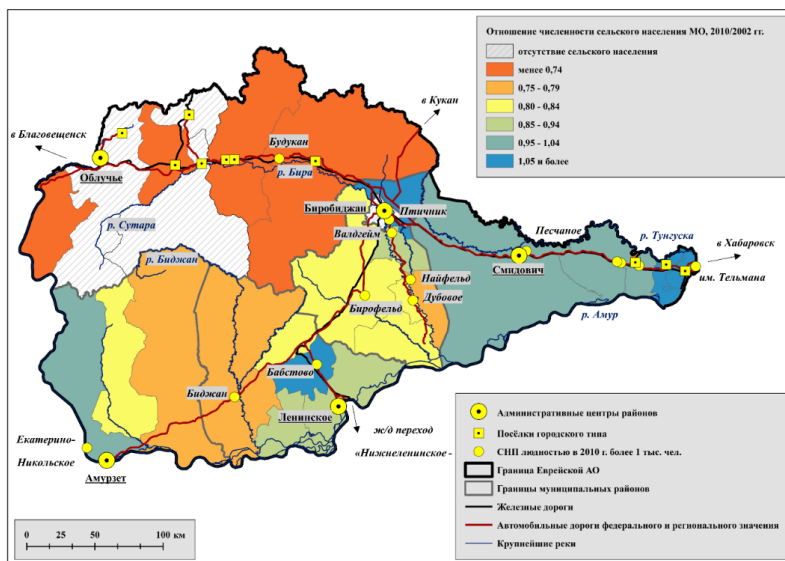 Отношение численности сельского населения МО, 2010/2002 гг.
отсутствие сельского населения
менее 0,74
0,75 - 0,79
0,80 - 0,84
0,85 - 0,94
0,95 - 1,04
1,05 и более
в Кукан
в Благовещенск
Будукан
Облучье
р. Бира
Биробиджан
Птичник
р. Сутара
Валдгейм
Песчаное
р. Тунгуска
в Хабаровск
р. Биджан
Смидович
им. Тельмана
Найфельд
Дубовое
Бирофельд
р. Амур
Бабстово
Биджан
Ленинское
ж/д переход
«Нижнеленинское -
Екатерино-
Никольское
Амурзет
Административные центры районов
Посёлки городского типа
СНП людностью в 2010 г. более 1 тыс. чел.
Граница Еврейской АО
Границы муниципальных районов
Железные дороги
Автомобильные дороги федерального и регионального значения
Крупнейшие реки
0 25 50 100 км